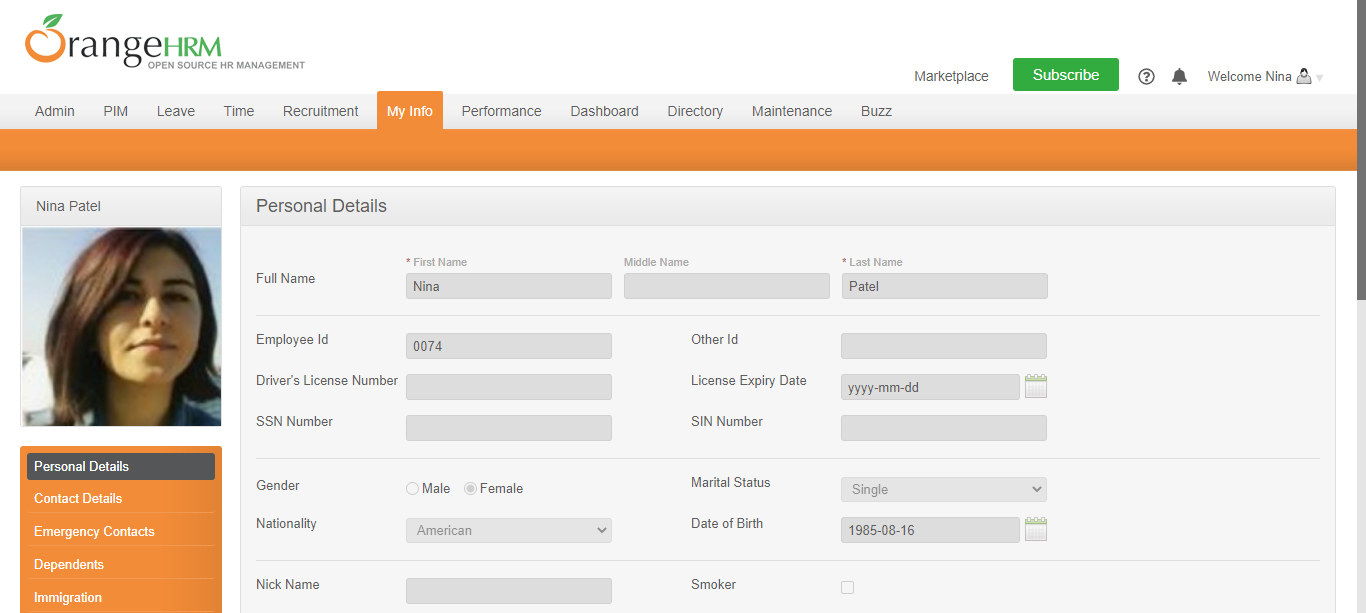 OrangeHRM
OPEN SOURCE HR MANAGEMENT
Marketplace Subscribe ? Welcome Nina
Admin PIM Leave Time Recruitment My Info Performance Dashboard Directory Maintenance Buzz
Nina Patel
Personal Details
* First Name Middle Name * Last Name
Full Name Nina Patel
Employee Id 0074 Other Id
Driver's License Number License Expiry Date yyyy-mm-dd
SSN Number SIN Number
Gender Male Female Marital Status Single
Nationality American Date of Birth 1985-08-16
Nick Name Smoker
Personal Details
Contact Details
Emergency Contacts
Dependents
Immigration